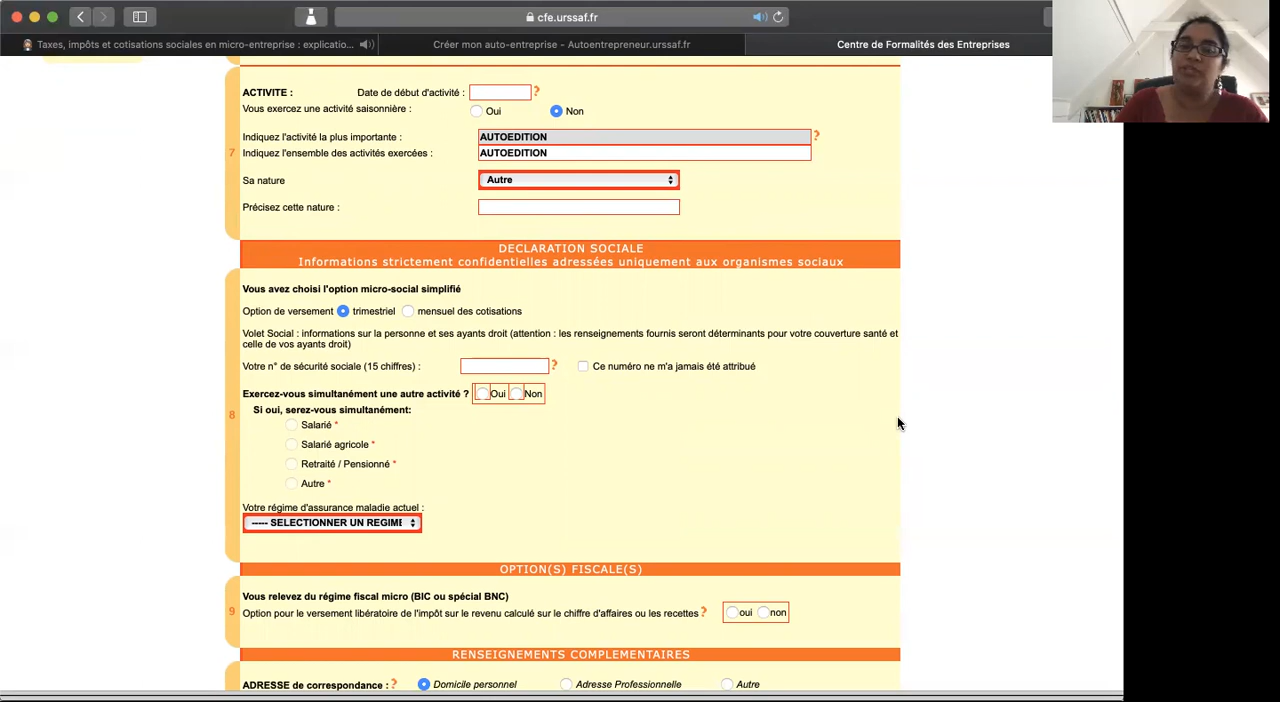 cfe.urssaf.fr
Taxes, impôts et cotisations sociales en micro-entreprise : explicatio...
Créer mon auto-entreprise - Autoentrepreneur.urssaf.fr
Centre de Formalités des Entreprises
ACTIVITE : Date de début d'activité : ?
Vous exercez une activité saisonnière : Oui Non
Indiquez l'activité la plus importante : AUTOEDITION ?
7 Indiquez l'ensemble des activités exercées : AUTOEDITION
Sa nature Autre
Précisez cette nature :
DECLARATION SOCIALE
Informations strictement confidentielles adressées uniquement aux organismes sociaux
Vous avez choisi l'option micro-social simplifié
Option de versement trimestriel mensuel des cotisations
Volet Social : informations sur la personne et ses ayants droit (attention : les renseignements fournis seront déterminants pour votre couverture santé et
celle de vos ayants droit)
Votre n° de sécurité sociale (15 chiffres) : ? Ce numéro ne m'a jamais été attribué
Exercez-vous simultanément une autre activité ? Oui Non
8 Si oui, serez-vous simultanément:
Salarié *
Salarié agricole *
Retraité / Pensionné *
Autre *
Votre régime d'assurance maladie actuel :
----- SELECTIONNER UN REGIME
OPTION(S) FISCALE(S)
Vous relevez du régime fiscal micro (BIC ou spécial BNC)
9 Option pour le versement libératoire de l'impôt sur le revenu calculé sur le chiffre d'affaires ou les recettes ? oui non
RENSEIGNEMENTS COMPLEMENTAIRES
ADRESSE de correspondance : ? Domicile personnel Adresse Professionnelle Autre